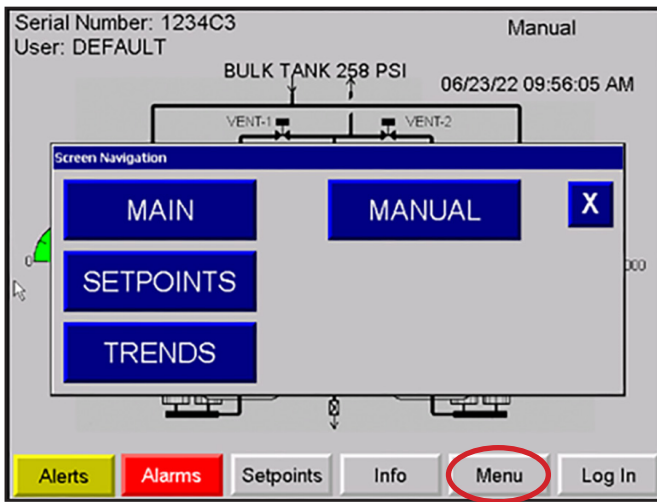 Serial Number: 1234C3
Manual
User: DEFAULT
BULK TANK 258 PSI
06/23/22 09:56:05 AM
VENT-1
VENT-2
Screen Navigation
MAIN
MANUAL
X
SETPOINTS
TRENDS
0
Alerts
Alarms
Setpoints
Info
Menu
Log In